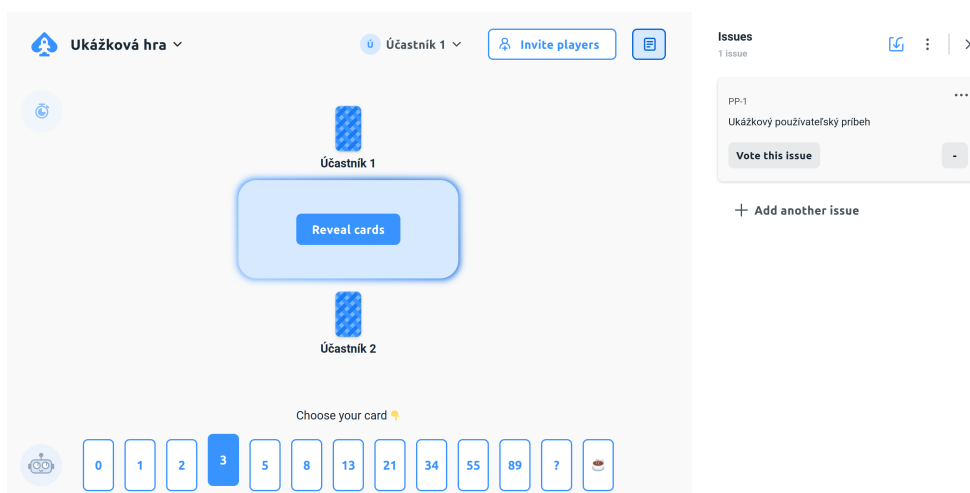 Ukážková hra
Ú Účastník 1
Invite players
Účastník 1
Reveal cards
Účastník 2
Choose your card
0 1 2 3 5 8 13 21 34 55 89 ?
Issues
1 issue
PP-1
Ukážkový používateľský príbeh
Vote this issue -
Add another issue